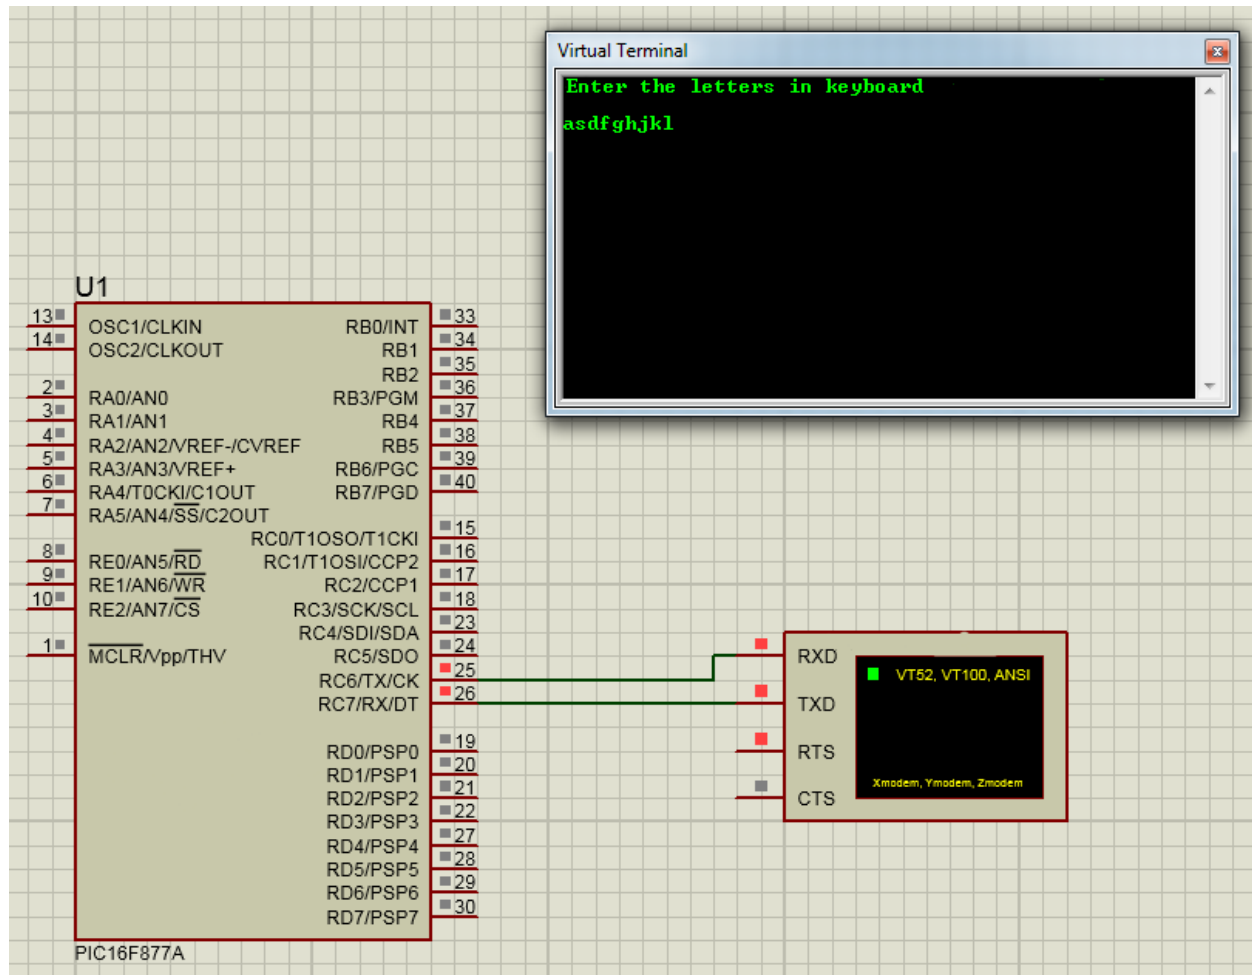 Virtual Terminal
x
Enter the letters in keyboard
asdfghjkl
U1
13 OSC1/CLKIN
14 OSC2/CLKOUT
2 RA0/AN0
3 RA1/AN1
4 RA2/AN2/VREF-/CVREF
5 RA3/AN3/VREF+
6 RA4/T0CKI/C1OUT
7 RA5/AN4/SS/C2OUT
8 RE0/AN5/RD
9 RE1/AN6/WR
10 RE2/AN7/CS
1 MCLR/Vpp/THV
RB0/INT 33
RB1 34
RB2 35
RB3/PGM 36
RB4 37
RB5 38
RB6/PGC 39
RB7/PGD 40
RC0/T1OSO/T1CKI 15
RC1/T1OSI/CCP2 16
RC2/CCP1 17
RC3/SCK/SCL 18
RC4/SDI/SDA 23
RC5/SDO 24
RC6/TX/CK 25
RC7/RX/DT 26
RD0/PSP0 19
RD1/PSP1 20
RD2/PSP2 21
RD3/PSP3 22
RD4/PSP4 27
RD5/PSP5 28
RD6/PSP6 29
RD7/PSP7 30
PIC16F877A
RXD
TXD
RTS
CTS
VT52, VT100, ANSI
Xmodem, Ymodem, Zmodem